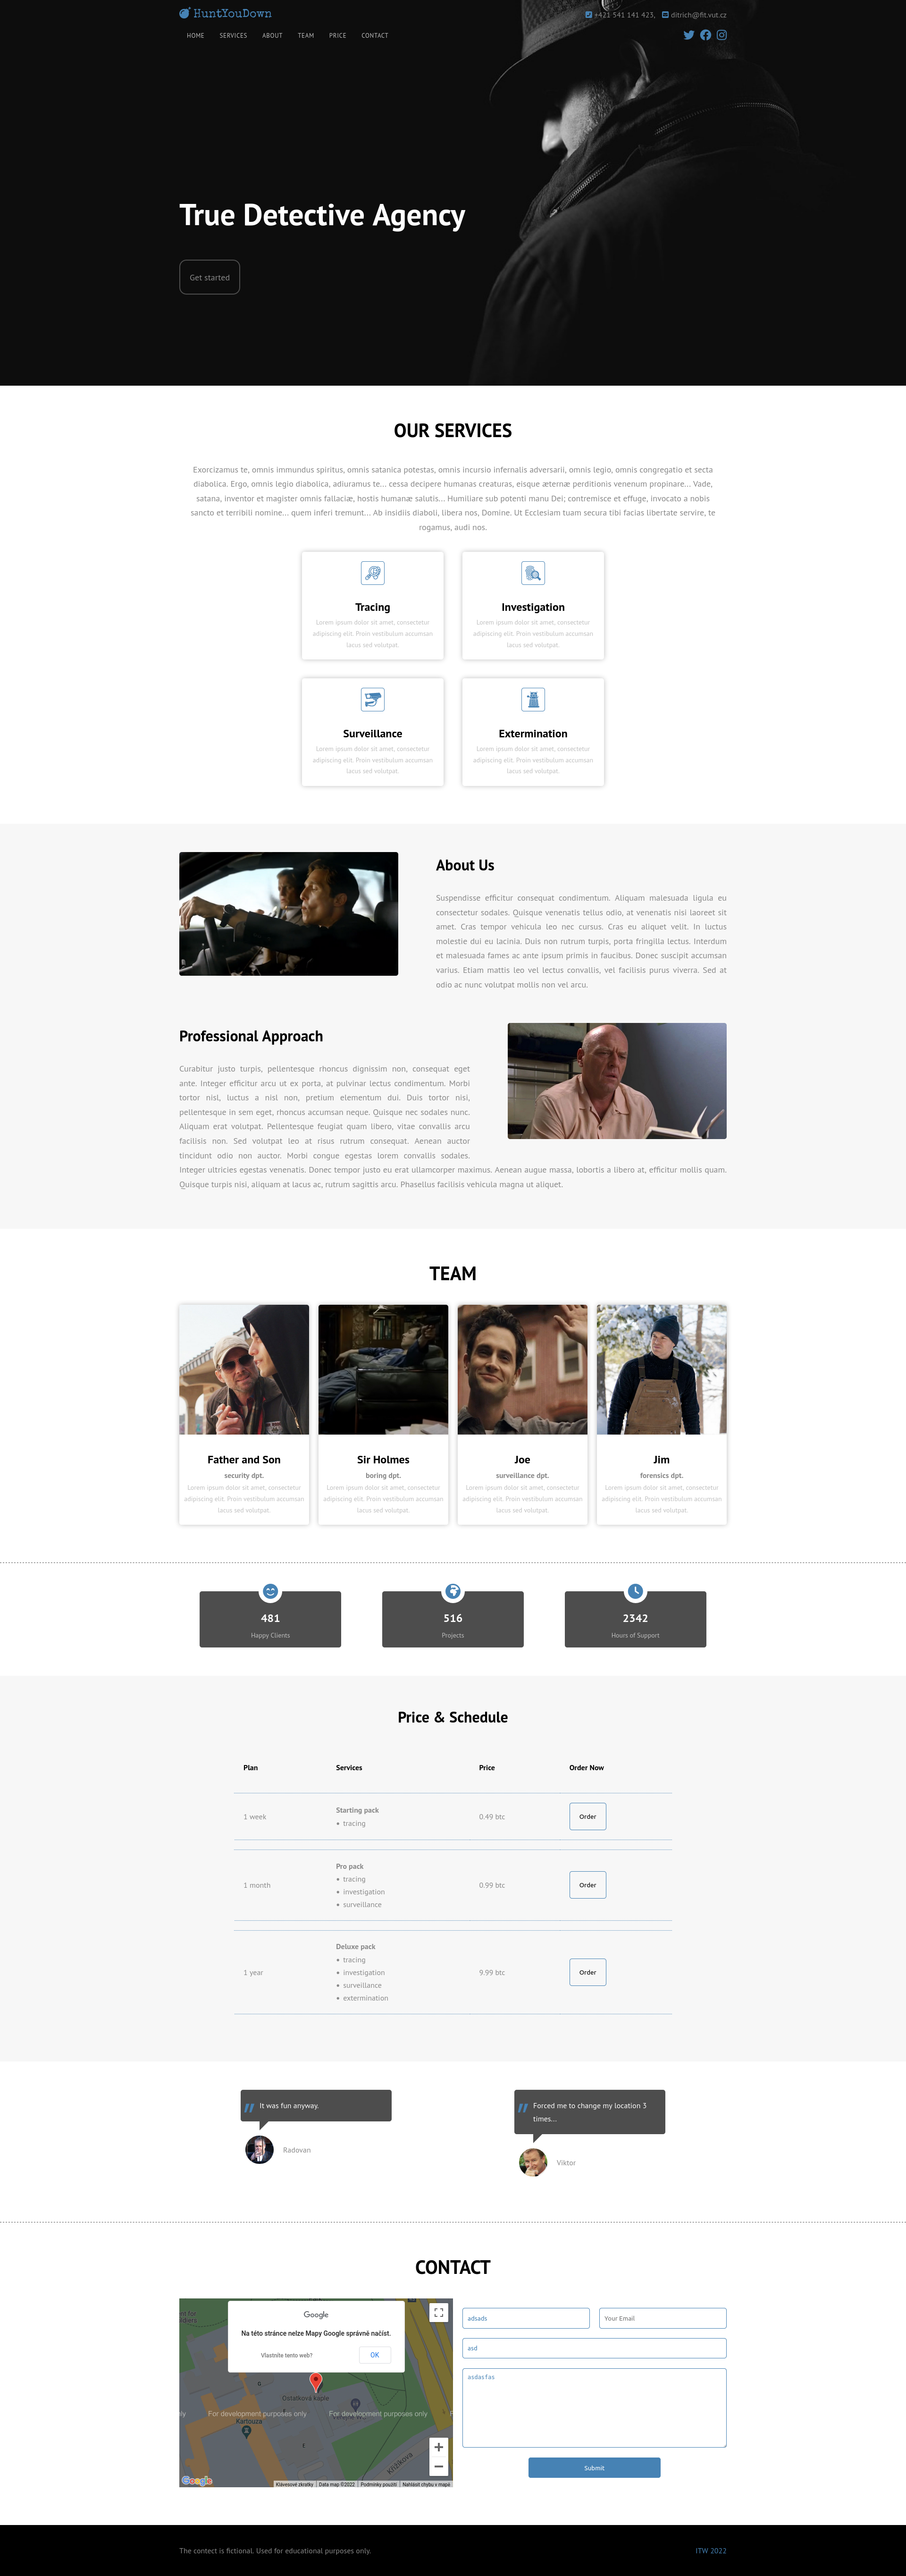 HuntYouDown
+421 541 141 423, ditrich@fit.vut.cz
HOME SERVICES ABOUT TEAM PRICE CONTACT
True Detective Agency
Get started
OUR SERVICES
Exorcizamus te, omnis immundus spiritus, omnis satanica potestas, omnis incursio infernalis adversarii, omnis legio, omnis congregatio et secta
diabolica. Ergo, omnis legio diabolica, adiuramus te... cessa decipere humanas creaturas, eisque æternæ perditionis venenum propinare... Vade,
satana, inventor et magister omnis fallaciæ, hostis humanæ salutis... Humiliare sub potenti manu Dei; contremisce et effuge, invocato a nobis
sancto et terribili nomine... quem inferi tremunt... Ab insidiis diaboli, libera nos, Domine. Ut Ecclesiam tuam secura tibi facias libertate servire, te
rogamus, audi nos.
Tracing
Lorem ipsum dolor sit amet, consectetur
adipiscing elit. Proin vestibulum accumsan
lacus sed volutpat.
Investigation
Lorem ipsum dolor sit amet, consectetur
adipiscing elit. Proin vestibulum accumsan
lacus sed volutpat.
Surveillance
Lorem ipsum dolor sit amet, consectetur
adipiscing elit. Proin vestibulum accumsan
lacus sed volutpat.
Extermination
Lorem ipsum dolor sit amet, consectetur
adipiscing elit. Proin vestibulum accumsan
lacus sed volutpat.
About Us
Suspendisse efficitur consequat condimentum. Aliquam malesuada ligula eu
consectetur sodales. Quisque venenatis tellus odio, at venenatis nisi laoreet sit
amet. Cras tempor vehicula leo nec cursus. Cras eu aliquet velit. In luctus
molestie dui eu lacinia. Duis non rutrum turpis, porta fringilla lectus. Interdum
et malesuada fames ac ante ipsum primis in faucibus. Donec suscipit accumsan
varius. Etiam mattis leo vel lectus convallis, vel facilisis purus viverra. Sed at
odio ac nunc volutpat mollis non vel arcu.
Professional Approach
Curabitur justo turpis, pellentesque rhoncus dignissim non, consequat eget
ante. Integer efficitur arcu ut ex porta, at pulvinar lectus condimentum. Morbi
tortor nisl, luctus a nisl non, pretium elementum dui. Duis tortor nisi,
pellentesque in sem eget, rhoncus accumsan neque. Quisque nec sodales nunc.
Aliquam erat volutpat. Pellentesque feugiat quam libero, vitae convallis arcu
facilisis non. Sed volutpat leo at risus rutrum consequat. Aenean auctor
tincidunt odio non auctor. Morbi congue egestas lorem convallis sodales.
Integer ultricies egestas venenatis. Donec tempor justo eu erat ullamcorper maximus. Aenean augue massa, lobortis a libero at, efficitur mollis quam.
Quisque turpis nisi, aliquam at lacus ac, rutrum sagittis arcu. Phasellus facilisis vehicula magna ut aliquet.
TEAM
Father and Son
security dpt.
Lorem ipsum dolor sit amet, consectetur
adipiscing elit. Proin vestibulum accumsan
lacus sed volutpat.
Sir Holmes
boring dpt.
Lorem ipsum dolor sit amet, consectetur
adipiscing elit. Proin vestibulum accumsan
lacus sed volutpat.
Joe
surveillance dpt.
Lorem ipsum dolor sit amet, consectetur
adipiscing elit. Proin vestibulum accumsan
lacus sed volutpat.
Jim
forensics dpt.
Lorem ipsum dolor sit amet, consectetur
adipiscing elit. Proin vestibulum accumsan
lacus sed volutpat.
481
Happy Clients
516
Projects
2342
Hours of Support
Price & Schedule
Plan Services Price Order Now
1 week
Starting pack
• tracing
0.49 btc
Order
1 month
Pro pack
• tracing
• investigation
• surveillance
0.99 btc
Order
1 year
Deluxe pack
• tracing
• investigation
• surveillance
• extermination
9.99 btc
Order
It was fun anyway.
Radovan
Forced me to change my location 3
times...
Viktor
CONTACT
Google
Na této stránce nelze Mapy Google správně načíst.
Vlastníte tento web? OK
Ostatková kaple
For development purposes only For development purposes only
Kartouza
Křižíkova
Google
Klávesové zkratky Data map ©2022 Podmínky použití Nahlásit chybu v mapě
adsads
Your Email
asd
asdasfas
Submit
The contect is fictional. Used for educational purposes only.
ITW 2022